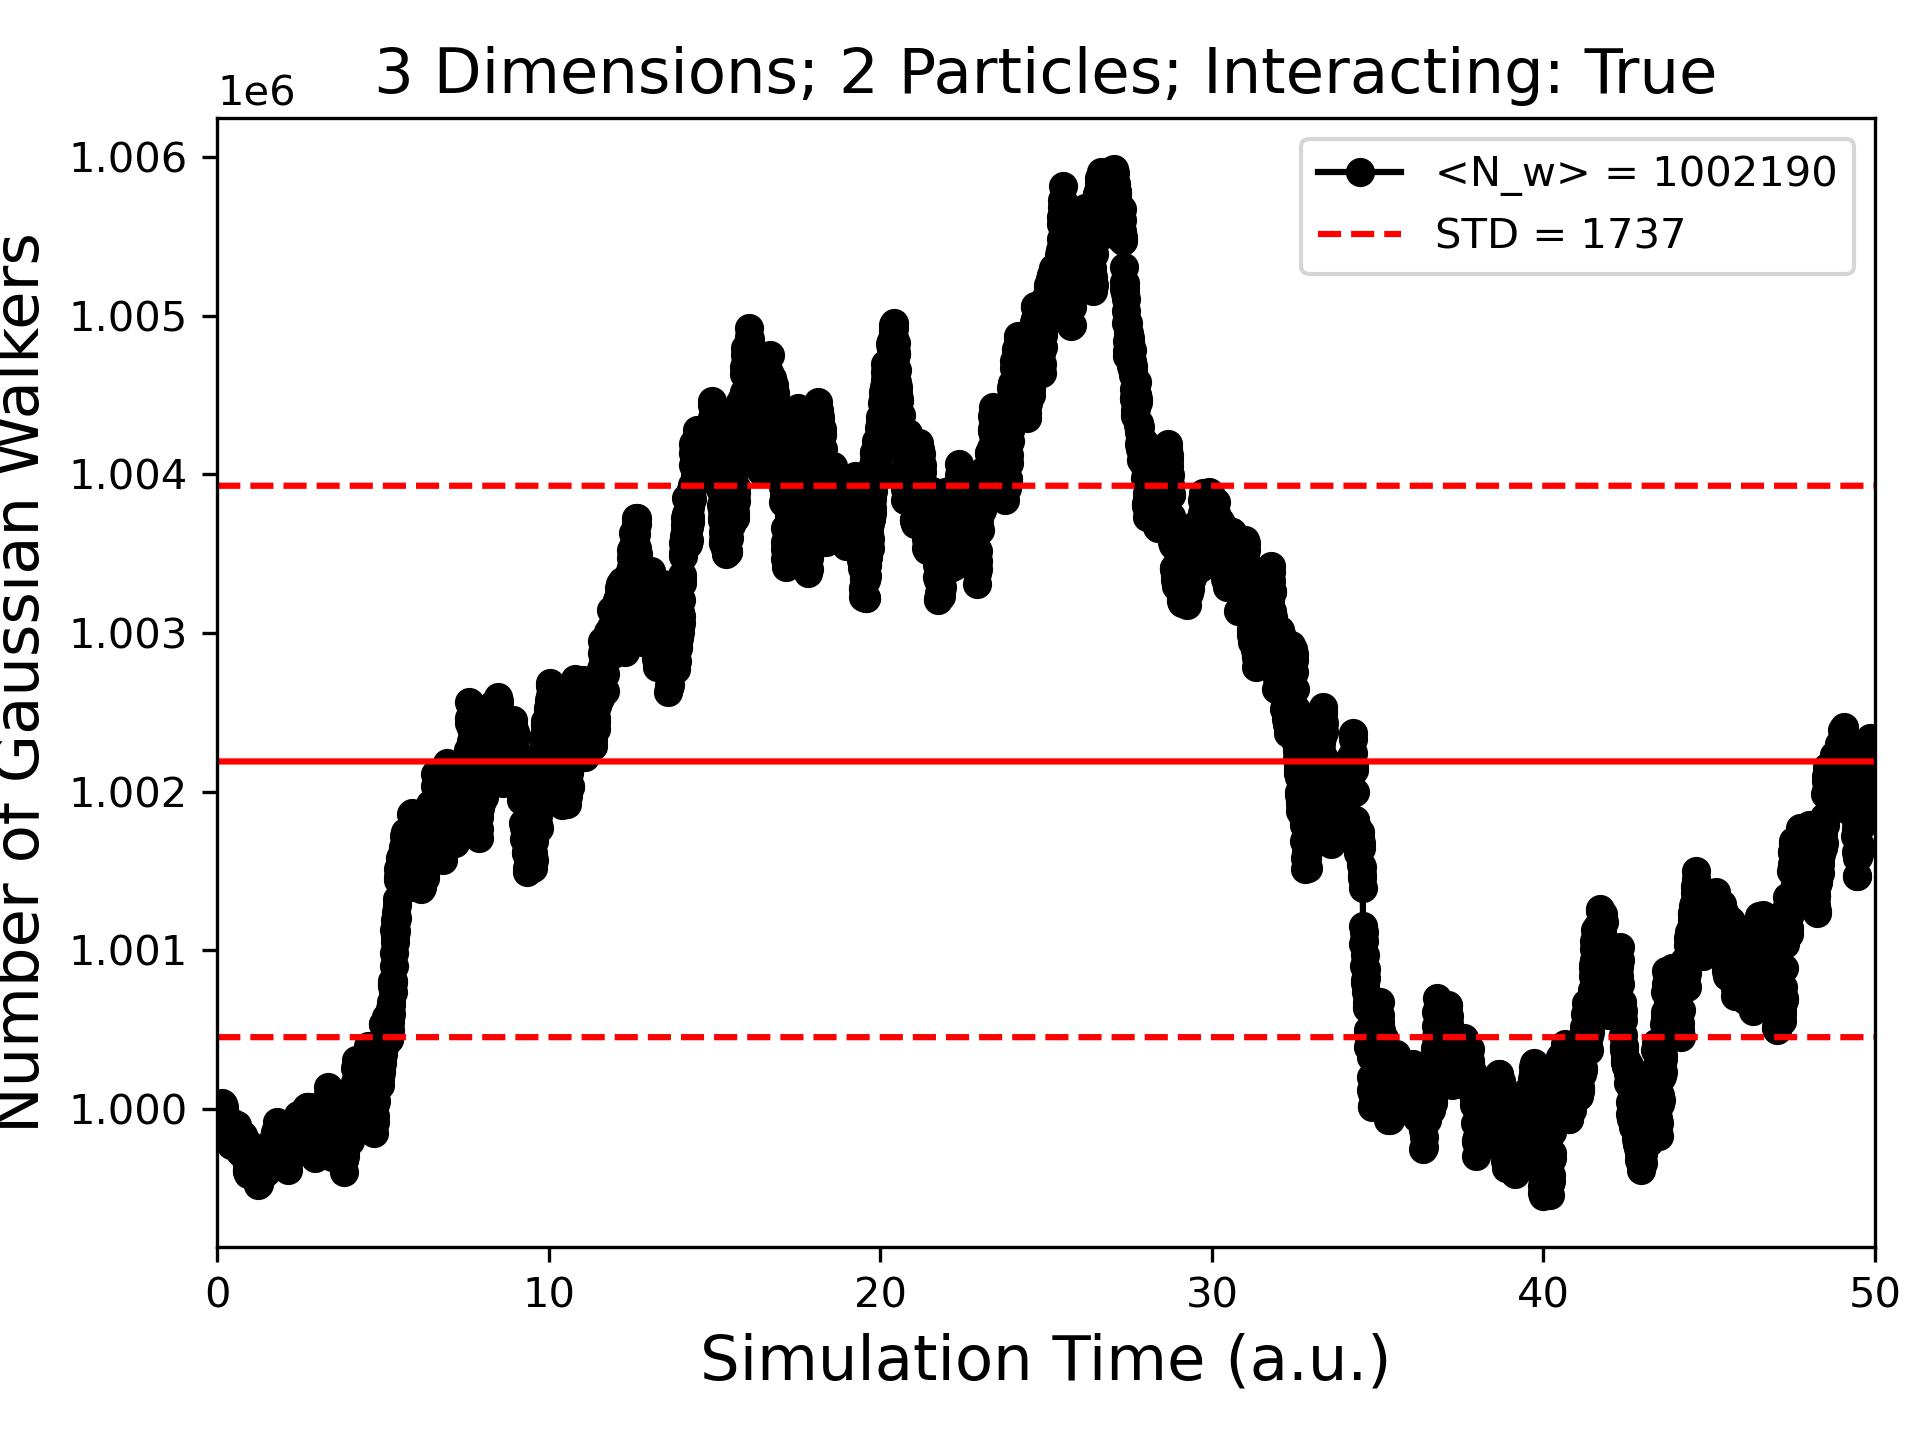 3 Dimensions; 2 Particles; Interacting: True
1e6
<N_w> = 1002190
STD = 1737
1.006
1.005
1.004
1.003
1.002
1.001
1.000
Number of Gaussian Walkers
0 10 20 30 40 50
Simulation Time (a.u.)